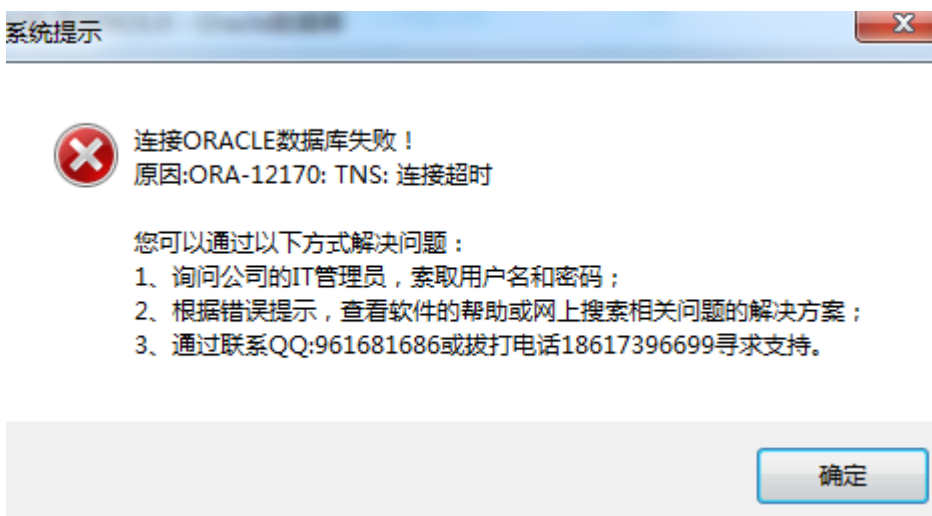 系统提示
连接ORACLE数据库失败！
原因:ORA-12170: TNS: 连接超时
您可以通过以下方式解决问题：
1、询问公司的IT管理员，索取用户名和密码；
2、根据错误提示，查看软件的帮助或网上搜索相关问题的解决方案；
3、通过联系QQ:961681686或拔打电话18617396699寻求支持。
确定